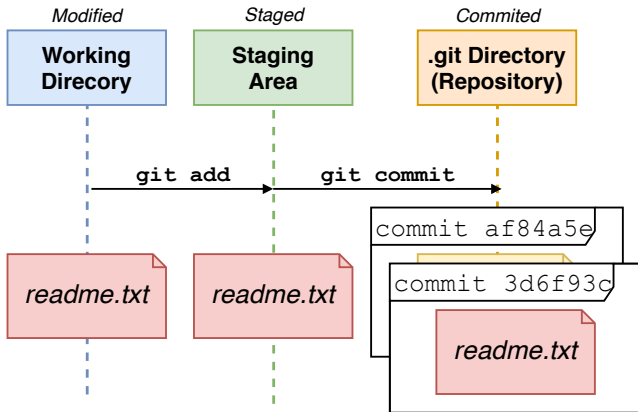 Modified
Staged
Commited
Working
Direcory
Staging
Area
.git Directory
(Repository)
git add
git commit
commit af84a5e
commit 3d6f93c
readme.txt
readme.txt
readme.txt